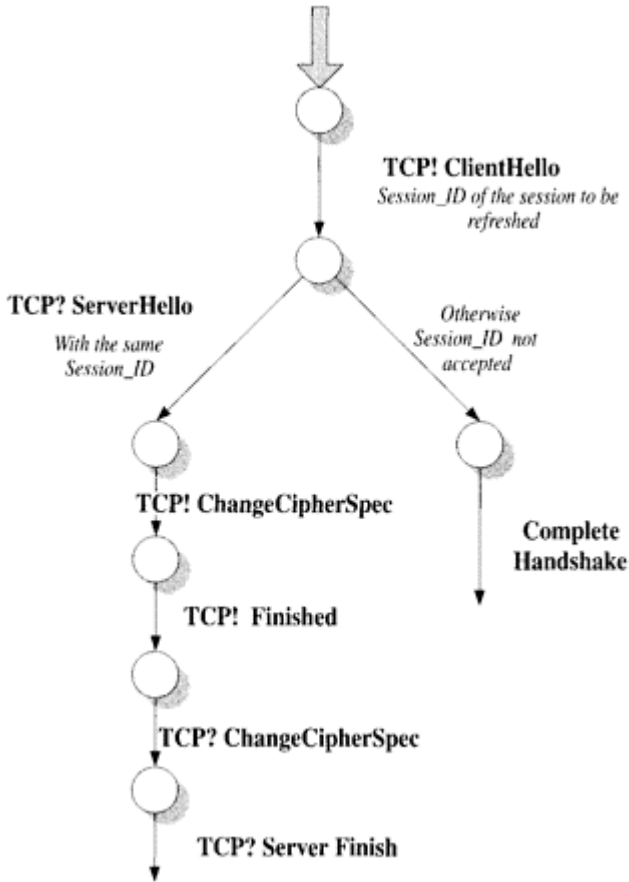 TCP! ClientHello
Session_ID of the session to be
refreshed
TCP? ServerHello
With the same
Session_ID
Otherwise
Session_ID not
accepted
TCP! ChangeCipherSpec
Complete
Handshake
TCP! Finished
TCP? ChangeCipherSpec
TCP? Server Finish